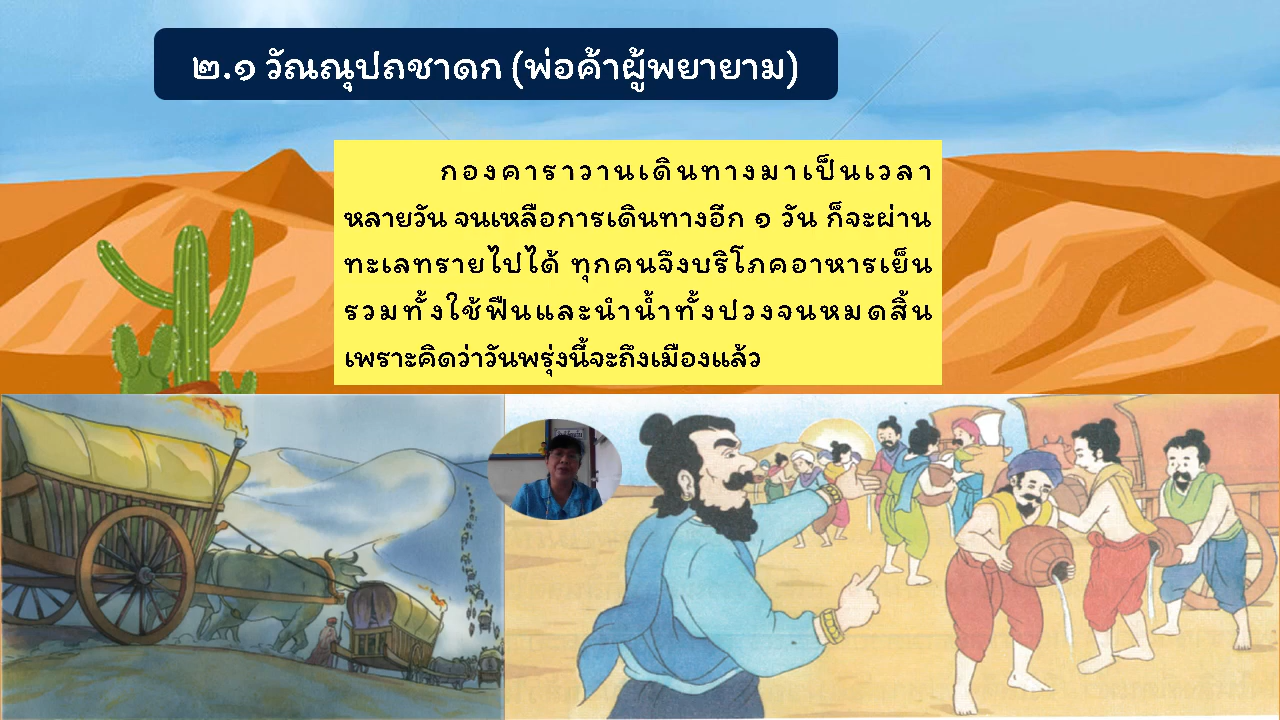 ๒.๑ วัณณุปถชาดก (พ่อค้าผู้พยายาม)
กองคาราวานเดินทางมาเป็นเวลา
หลายวัน จนเหลือการเดินทางอีก ๑ วัน ก็จะผ่าน
ทะเลทรายไปได้ ทุกคนจึงบริโภคอาหารเย็น
รวมทั้งใช้ฟืนและนำน้ำทั้งปวงจนหมดสิ้น
เพราะคิดว่าวันพรุ่งนี้จะถึงเมืองแล้ว